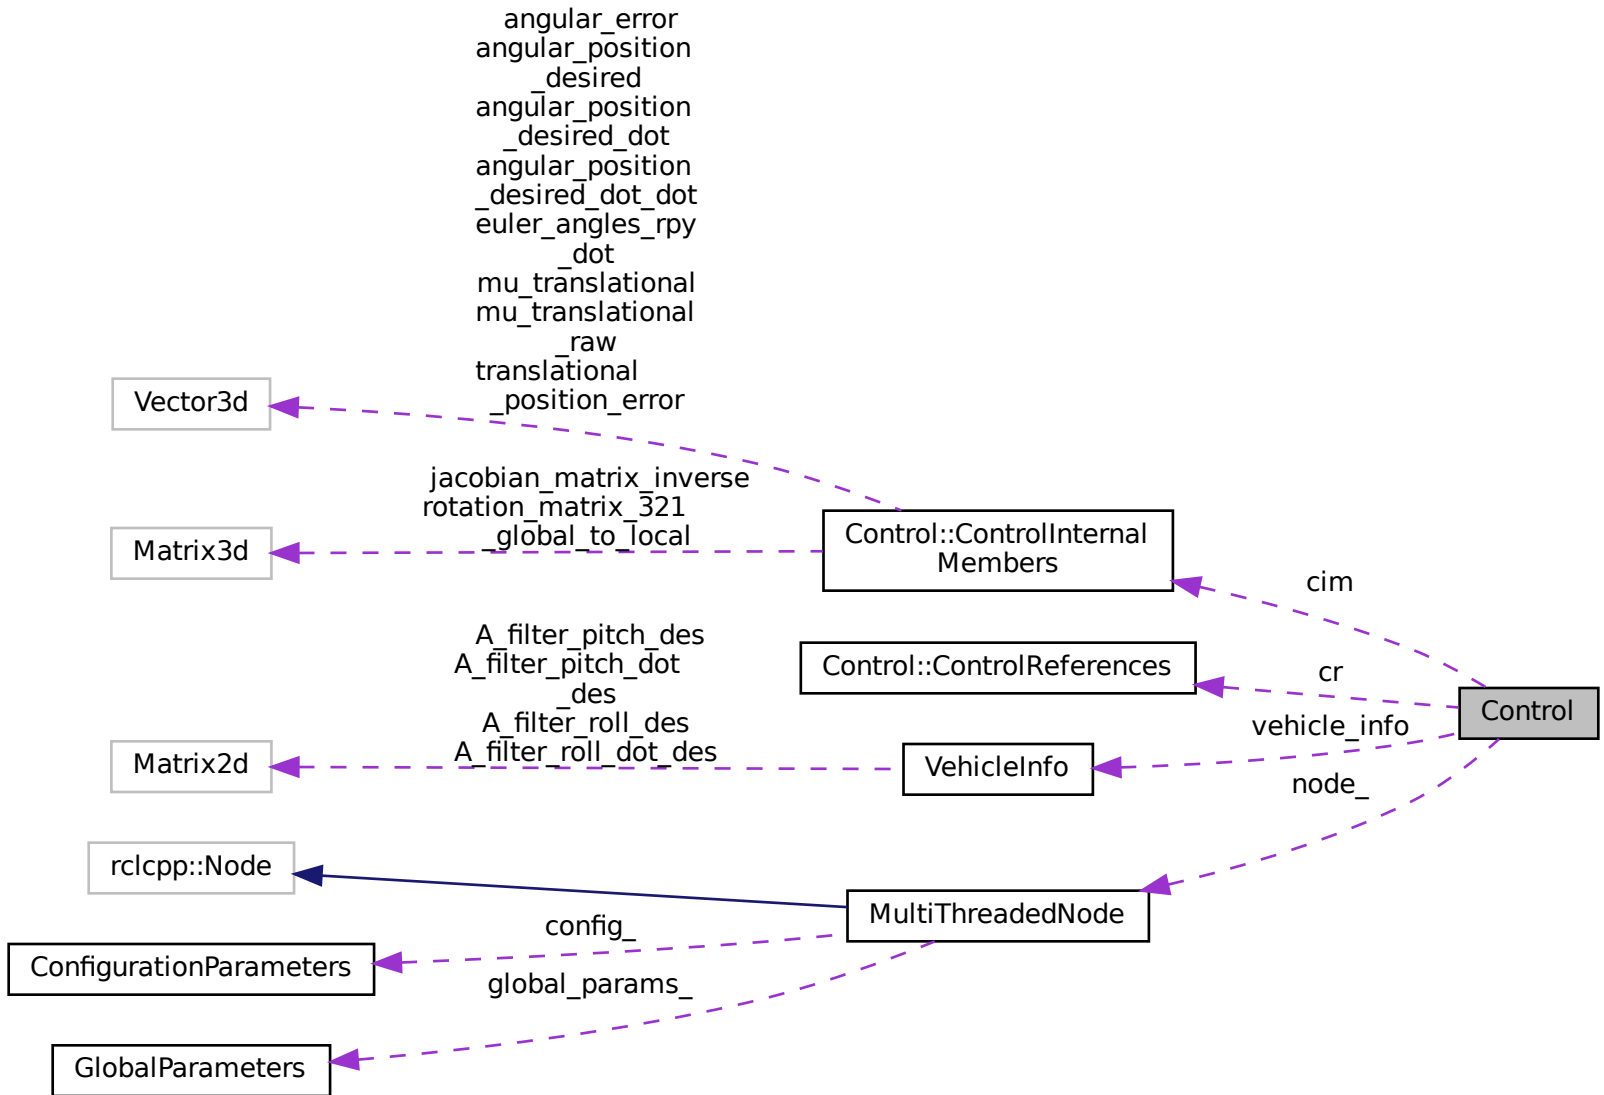 angular_error
angular_position
_desired
angular_position
_desired_dot
angular_position
_desired_dot_dot
euler_angles_rpy
_dot
mu_translational
mu_translational
_raw
translational
_position_error
Vector3d
jacobian_matrix_inverse
rotation_matrix_321
_global_to_local
Matrix3d
Control::ControlInternal
Members
cim
A_filter_pitch_des
A_filter_pitch_dot
_des
A_filter_roll_des
A_filter_roll_dot_des
Control::ControlReferences
cr
Control
vehicle_info
Matrix2d
VehicleInfo
node_
rclcpp::Node
MultiThreadedNode
config_
ConfigurationParameters
global_params_
GlobalParameters